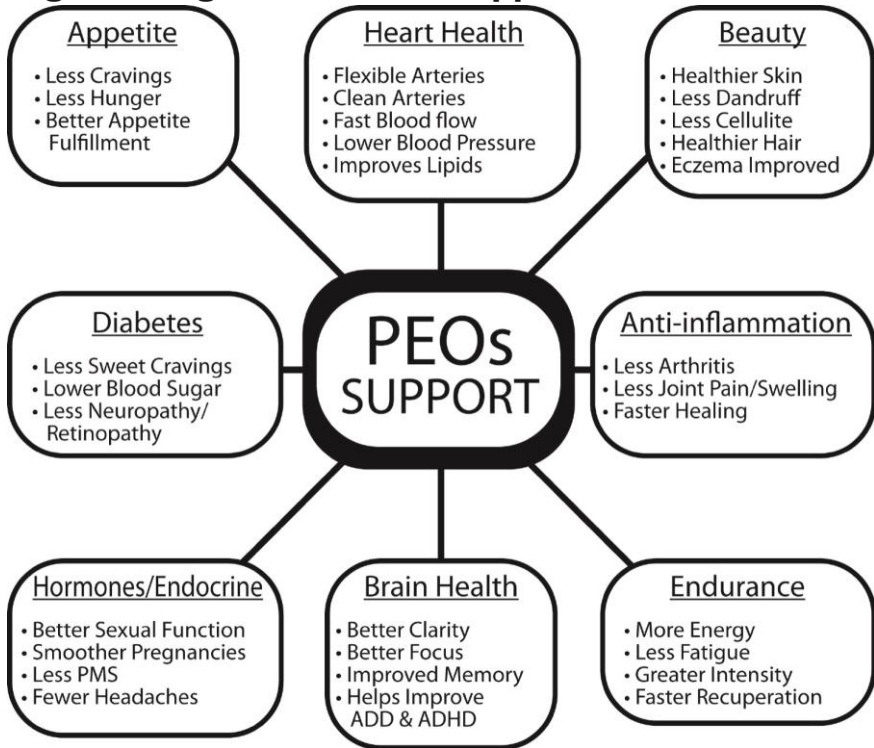 Appetite
• Less Cravings
• Less Hunger
• Better Appetite
Fulfillment
Heart Health
• Flexible Arteries
• Clean Arteries
• Fast Blood flow
• Lower Blood Pressure
• Improves Lipids
Beauty
• Healthier Skin
• Less Dandruff
• Less Cellulite
• Healthier Hair
• Eczema Improved
Diabetes
• Less Sweet Cravings
• Lower Blood Sugar
• Less Neuropathy/
Retinopathy
PEOs
SUPPORT
Anti-inflammation
• Less Arthritis
• Less Joint Pain/Swelling
• Faster Healing
Hormones/Endocrine
• Better Sexual Function
• Smoother Pregnancies
• Less PMS
• Fewer Headaches
Brain Health
• Better Clarity
• Better Focus
• Improved Memory
• Helps Improve
ADD & ADHD
Endurance
• More Energy
• Less Fatigue
• Greater Intensity
• Faster Recuperation